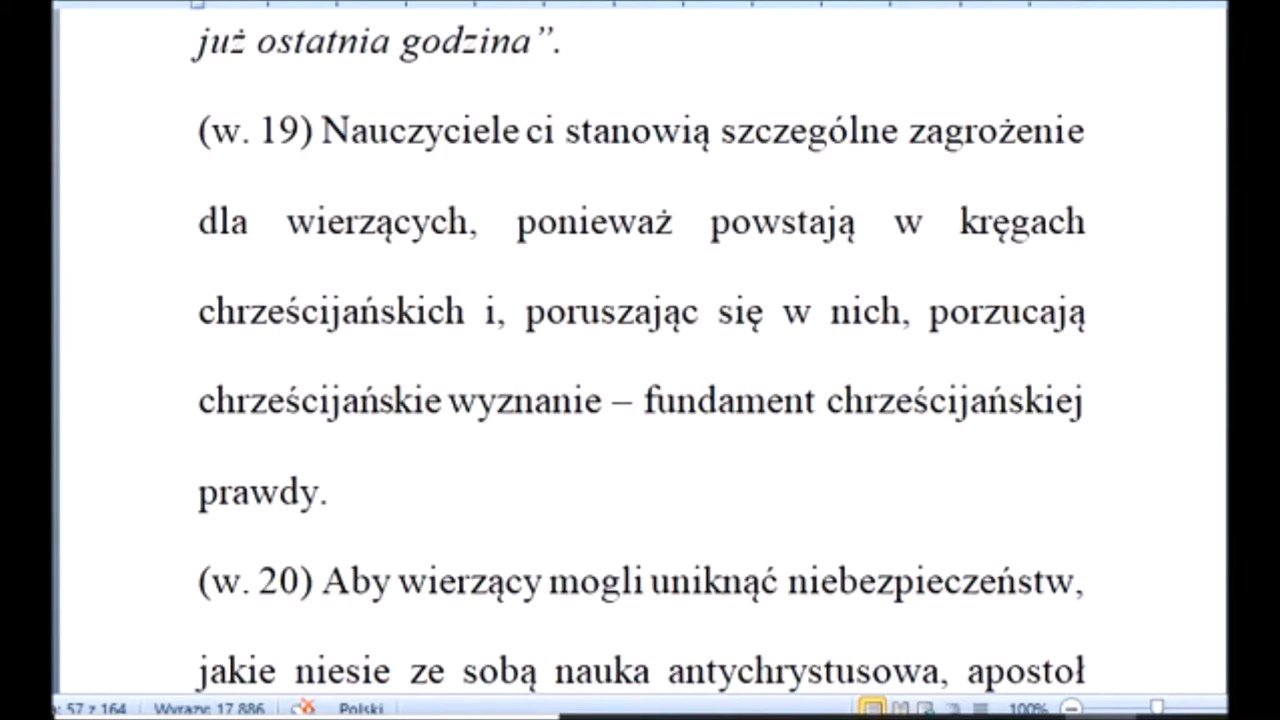 już ostatnia godzina”.
(w. 19) Nauczyciele ci stanowią szczególne zagrożenie
dla wierzących, ponieważ powstają w kręgach
chrześcijańskich i, poruszając się w nich, porzucają
chrześcijańskie wyznanie – fundament chrześcijańskiej
prawdy.
(w. 20) Aby wierzący mogli uniknąć niebezpieczeństw,
jakie niesie ze sobą nauka antychrystusowa, apostoł
: 57 z 164 Wyrazy: 17 886 Polski 100%